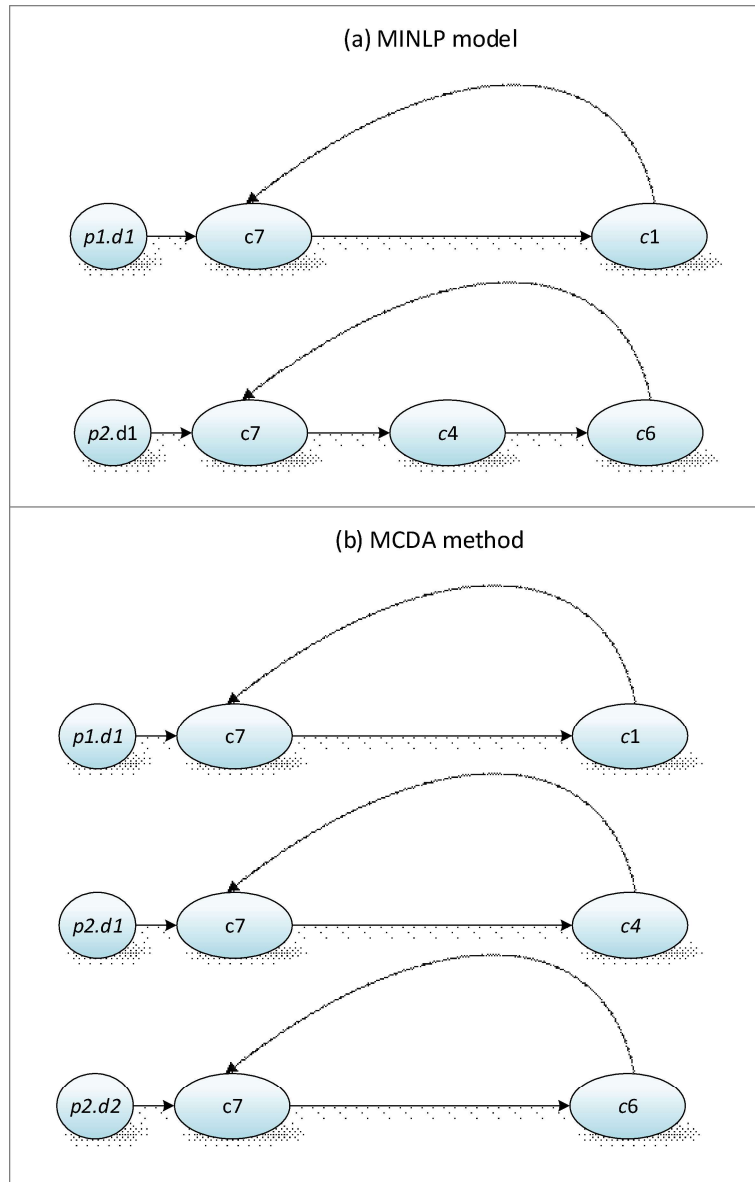 (a) MINLP model
p1.d1 c7 c1
p2.d1 c7 c4 c6
(b) MCDA method
p1.d1 c7 c1
p2.d1 c7 c4
p2.d2 c7 c6